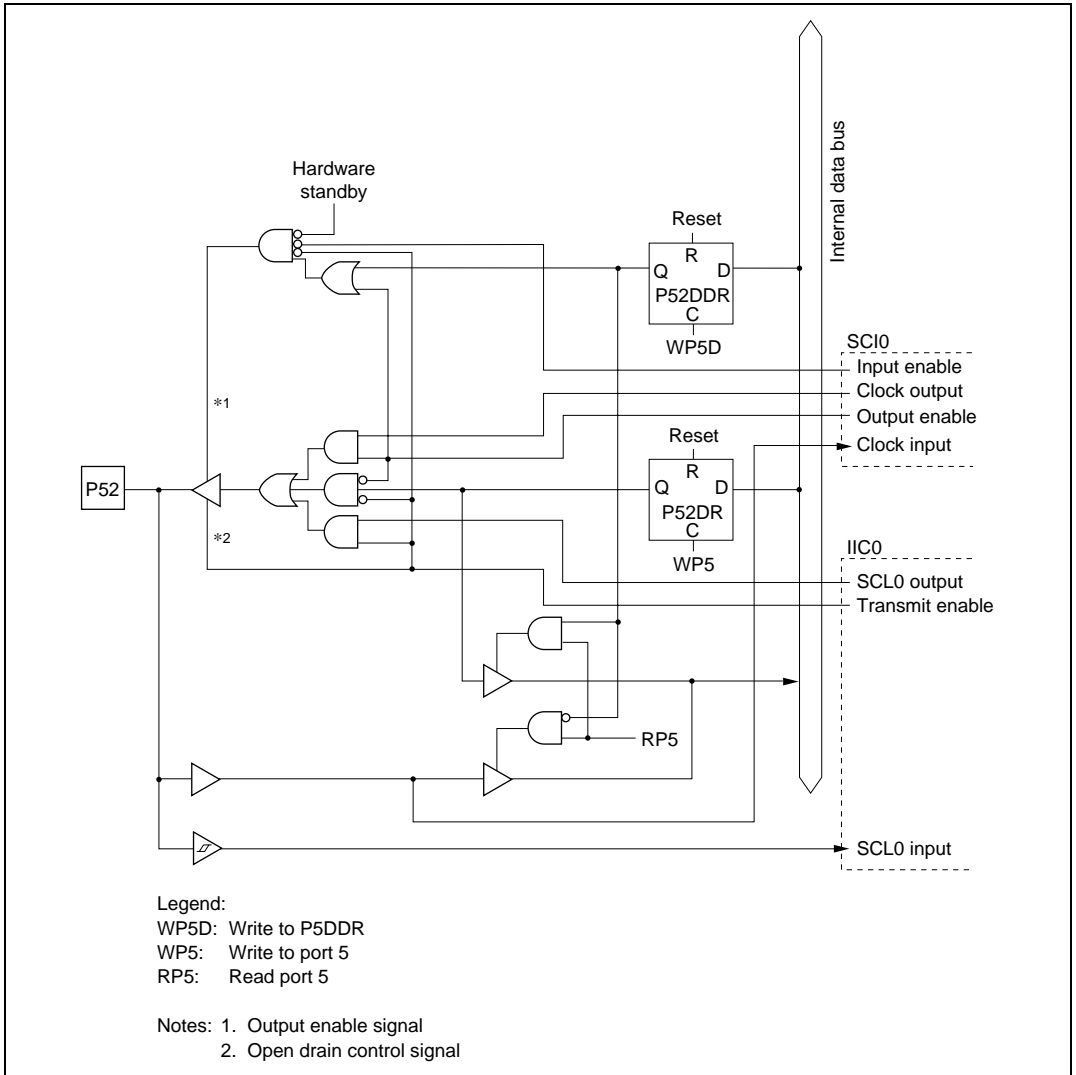 Hardware
standby
Internal data bus
Reset
R
Q
D
P52DDR
C
WP5D
SCI0
Input enable
Clock output
Output enable
Clock input
*1
Reset
R
Q
D
P52DR
C
WP5
P52
*2
IIC0
SCL0 output
Transmit enable
RP5
SCL0 input
Legend:
WP5D: Write to P5DDR
WP5: Write to port 5
RP5: Read port 5
Notes: 1. Output enable signal
2. Open drain control signal